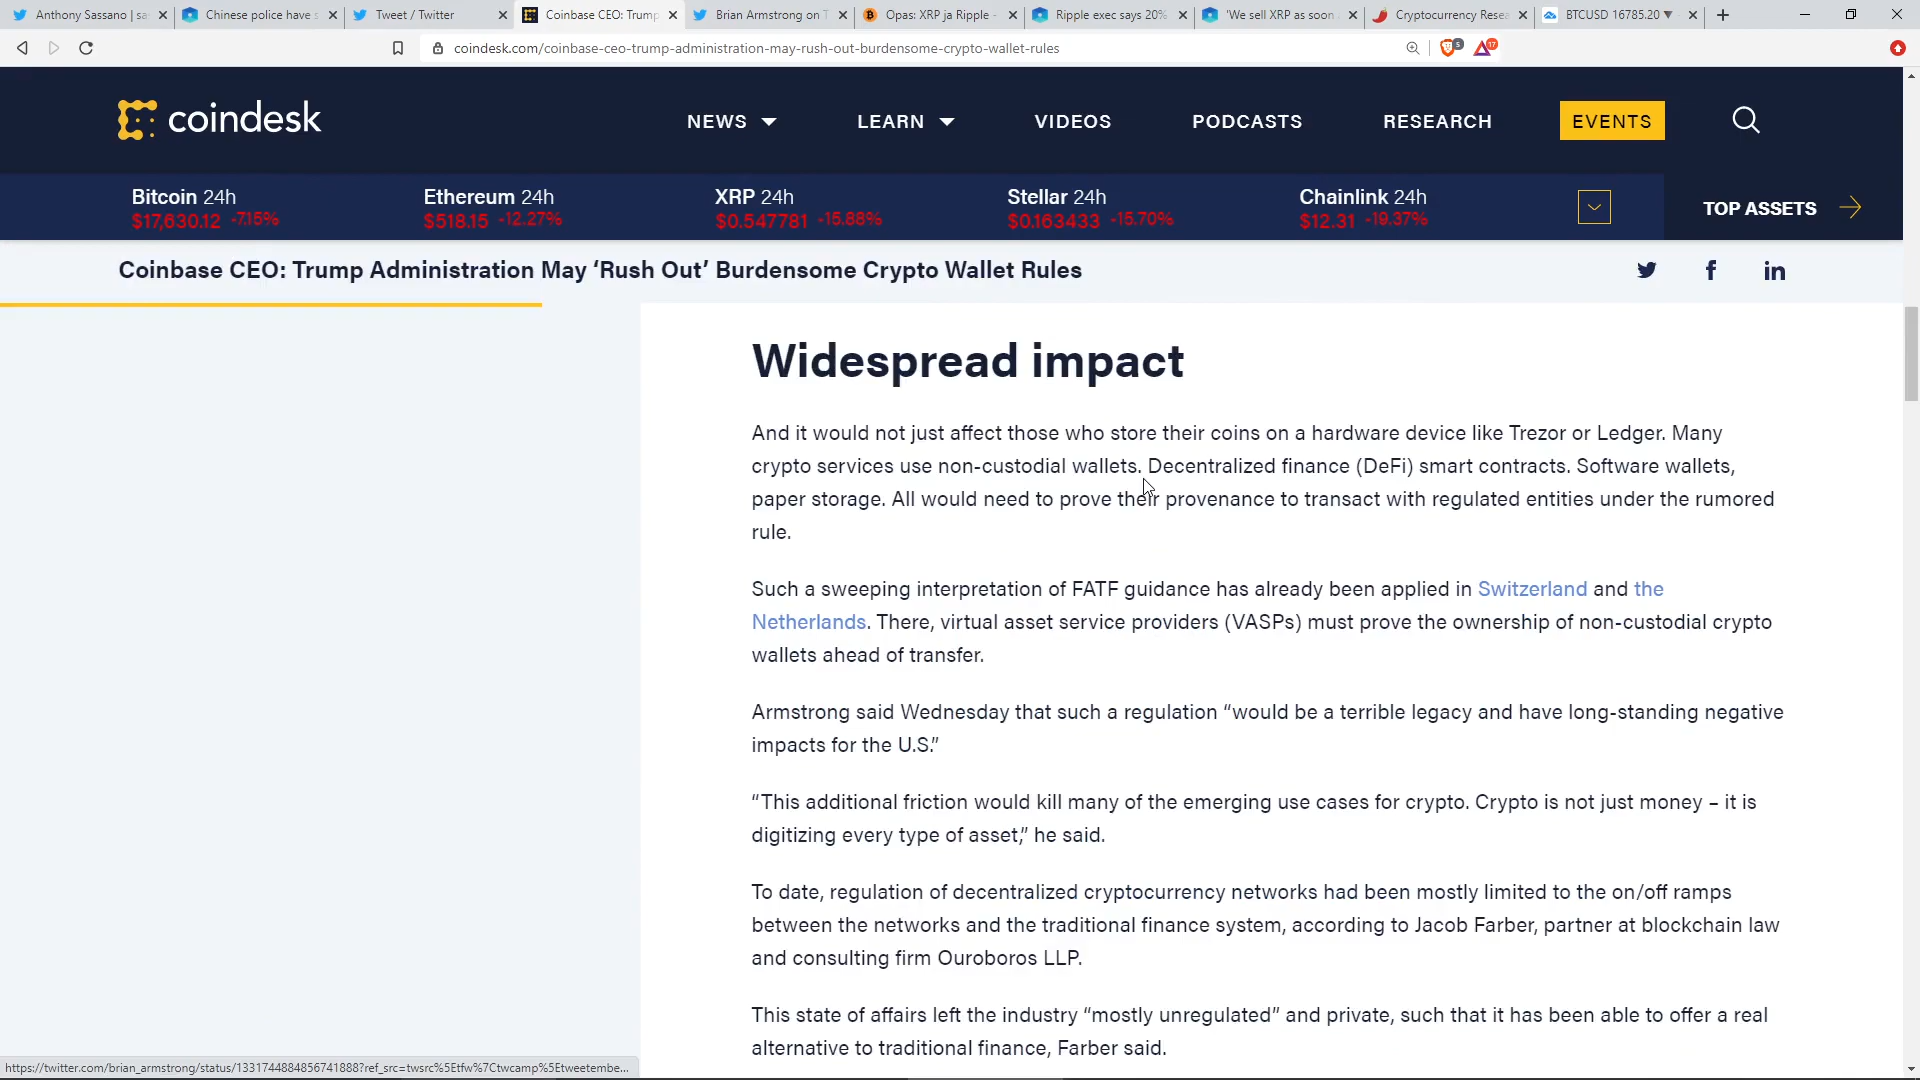 Anthony Sassano | sa
Chinese police have s
Tweet / Twitter
Coinbase CEO: Trump
Brian Armstrong on T
Opas: XRP ja Ripple -
Ripple exec says 20%
'We sell XRP as soon
Cryptocurrency Resea
BTCUSD 16785.20 ▼
coindesk.com/coinbase-ceo-trump-administration-may-rush-out-burdensome-crypto-wallet-rules
5
17
coindesk
NEWS
LEARN
VIDEOS
PODCASTS
RESEARCH
EVENTS
Bitcoin 24h
$17,630.12 -7.15%
Ethereum 24h
$518.15 -12.27%
XRP 24h
$0.547781 -15.88%
Stellar 24h
$0.163433 -15.70%
Chainlink 24h
$12.31 -19.37%
TOP ASSETS
Coinbase CEO: Trump Administration May ‘Rush Out’ Burdensome Crypto Wallet Rules
Widespread impact
And it would not just affect those who store their coins on a hardware device like Trezor or Ledger. Many
crypto services use non-custodial wallets. Decentralized finance (DeFi) smart contracts. Software wallets,
paper storage. All would need to prove their provenance to transact with regulated entities under the rumored
rule.
Such a sweeping interpretation of FATF guidance has already been applied in Switzerland and the
Netherlands. There, virtual asset service providers (VASPs) must prove the ownership of non-custodial crypto
wallets ahead of transfer.
Armstrong said Wednesday that such a regulation “would be a terrible legacy and have long-standing negative
impacts for the U.S.”
“This additional friction would kill many of the emerging use cases for crypto. Crypto is not just money – it is
digitizing every type of asset,” he said.
To date, regulation of decentralized cryptocurrency networks had been mostly limited to the on/off ramps
between the networks and the traditional finance system, according to Jacob Farber, partner at blockchain law
and consulting firm Ouroboros LLP.
This state of affairs left the industry “mostly unregulated” and private, such that it has been able to offer a real
alternative to traditional finance, Farber said.
https://twitter.com/brian_armstrong/status/1331744884856741888?ref_src=twsrc%5Etfw%7Ctwcamp%5Etweetembe...